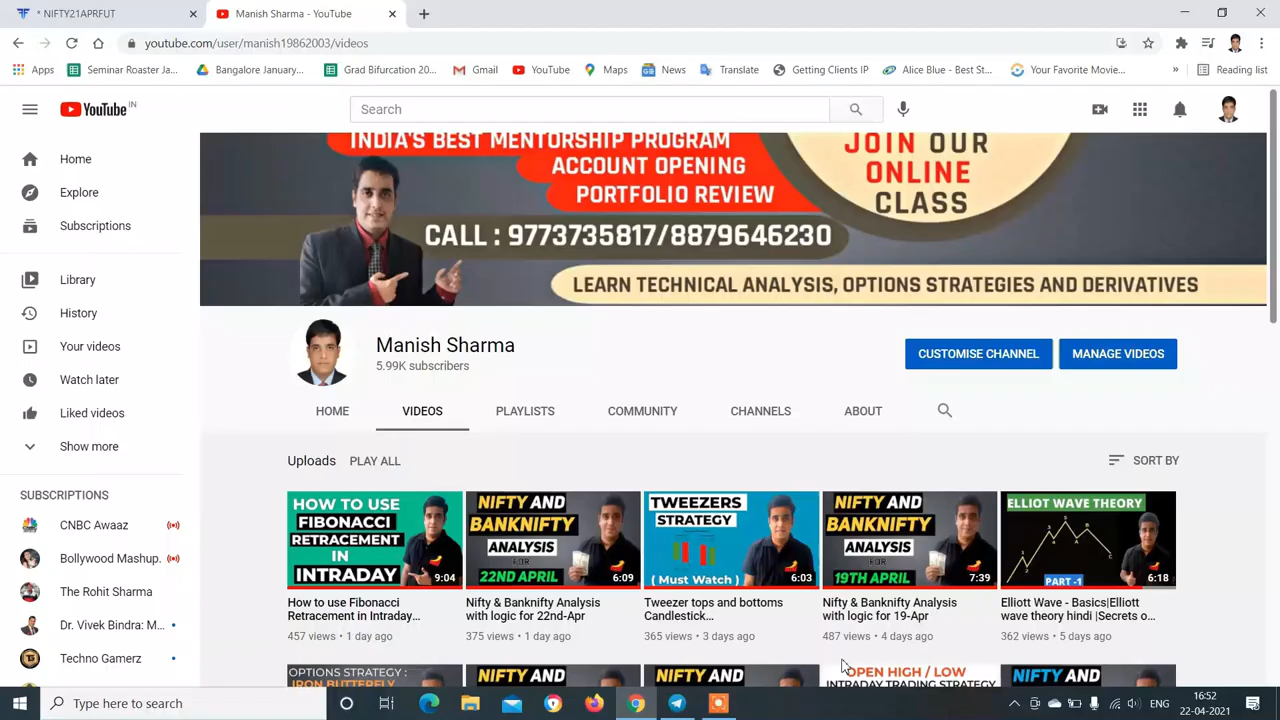 * NIFTY21APRFUT
Manish Sharma - YouTube
youtube.com/user/manish19862003/videos
Apps
Seminar Roaster Ja...
Bangalore January,...
Grad Bifurcation 20...
Gmail
YouTube
Maps
News
Translate
Getting Clients IP
Alice Blue - Best St...
Your Favorite Movie...
Reading list
YouTube IN
Search
INDIA'S BEST MENTORSHIP PROGRAM
ACCOUNT OPENING
PORTFOLIO REVIEW
JOIN OUR
ONLINE
CLASS
CALL : 9773735817/8879646230
LEARN TECHNICAL ANALYSIS, OPTIONS STRATEGIES AND DERIVATIVES
Home
Explore
Subscriptions
Library
History
Your videos
Watch later
Liked videos
Show more
SUBSCRIPTIONS
CNBC Awaaz
Bollywood Mashup.
The Rohit Sharma
Dr. Vivek Bindra: M...
Techno Gamerz
Manish Sharma
5.99K subscribers
CUSTOMISE CHANNEL
MANAGE VIDEOS
HOME
VIDEOS
PLAYLISTS
COMMUNITY
CHANNELS
ABOUT
Uploads
PLAY ALL
SORT BY
HOW TO USE
FIBONACCI
RETRACEMENT
IN
INTRADAY
9:04
How to use Fibonacci
Retracement in Intraday...
457 views • 1 day ago
NIFTY AND
BANKNIFTY
ANALYSIS
FOR
22ND APRIL
6:09
Nifty & Banknifty Analysis
with logic for 22nd-Apr
375 views • 1 day ago
TWEEZERS
STRATEGY
( Must Watch )
6:03
Tweezer tops and bottoms
Candlestick...
365 views • 3 days ago
NIFTY AND
BANKNIFTY
ANALYSIS
FOR
19TH APRIL
7:39
Nifty & Banknifty Analysis
with logic for 19-Apr
487 views • 4 days ago
ELLIOT WAVE THEORY
PART -1
6:18
Elliott Wave - Basics|Elliott
wave theory hindi |Secrets o...
362 views • 5 days ago
OPTIONS STRATEGY :
IRON BUTTERFLY
NIFTY AND
NIFTY AND
OPEN HIGH / LOW
INTRADAY TRADING STRATEGY
NIFTY AND
Type here to search
ENG
16:52
22-04-2021